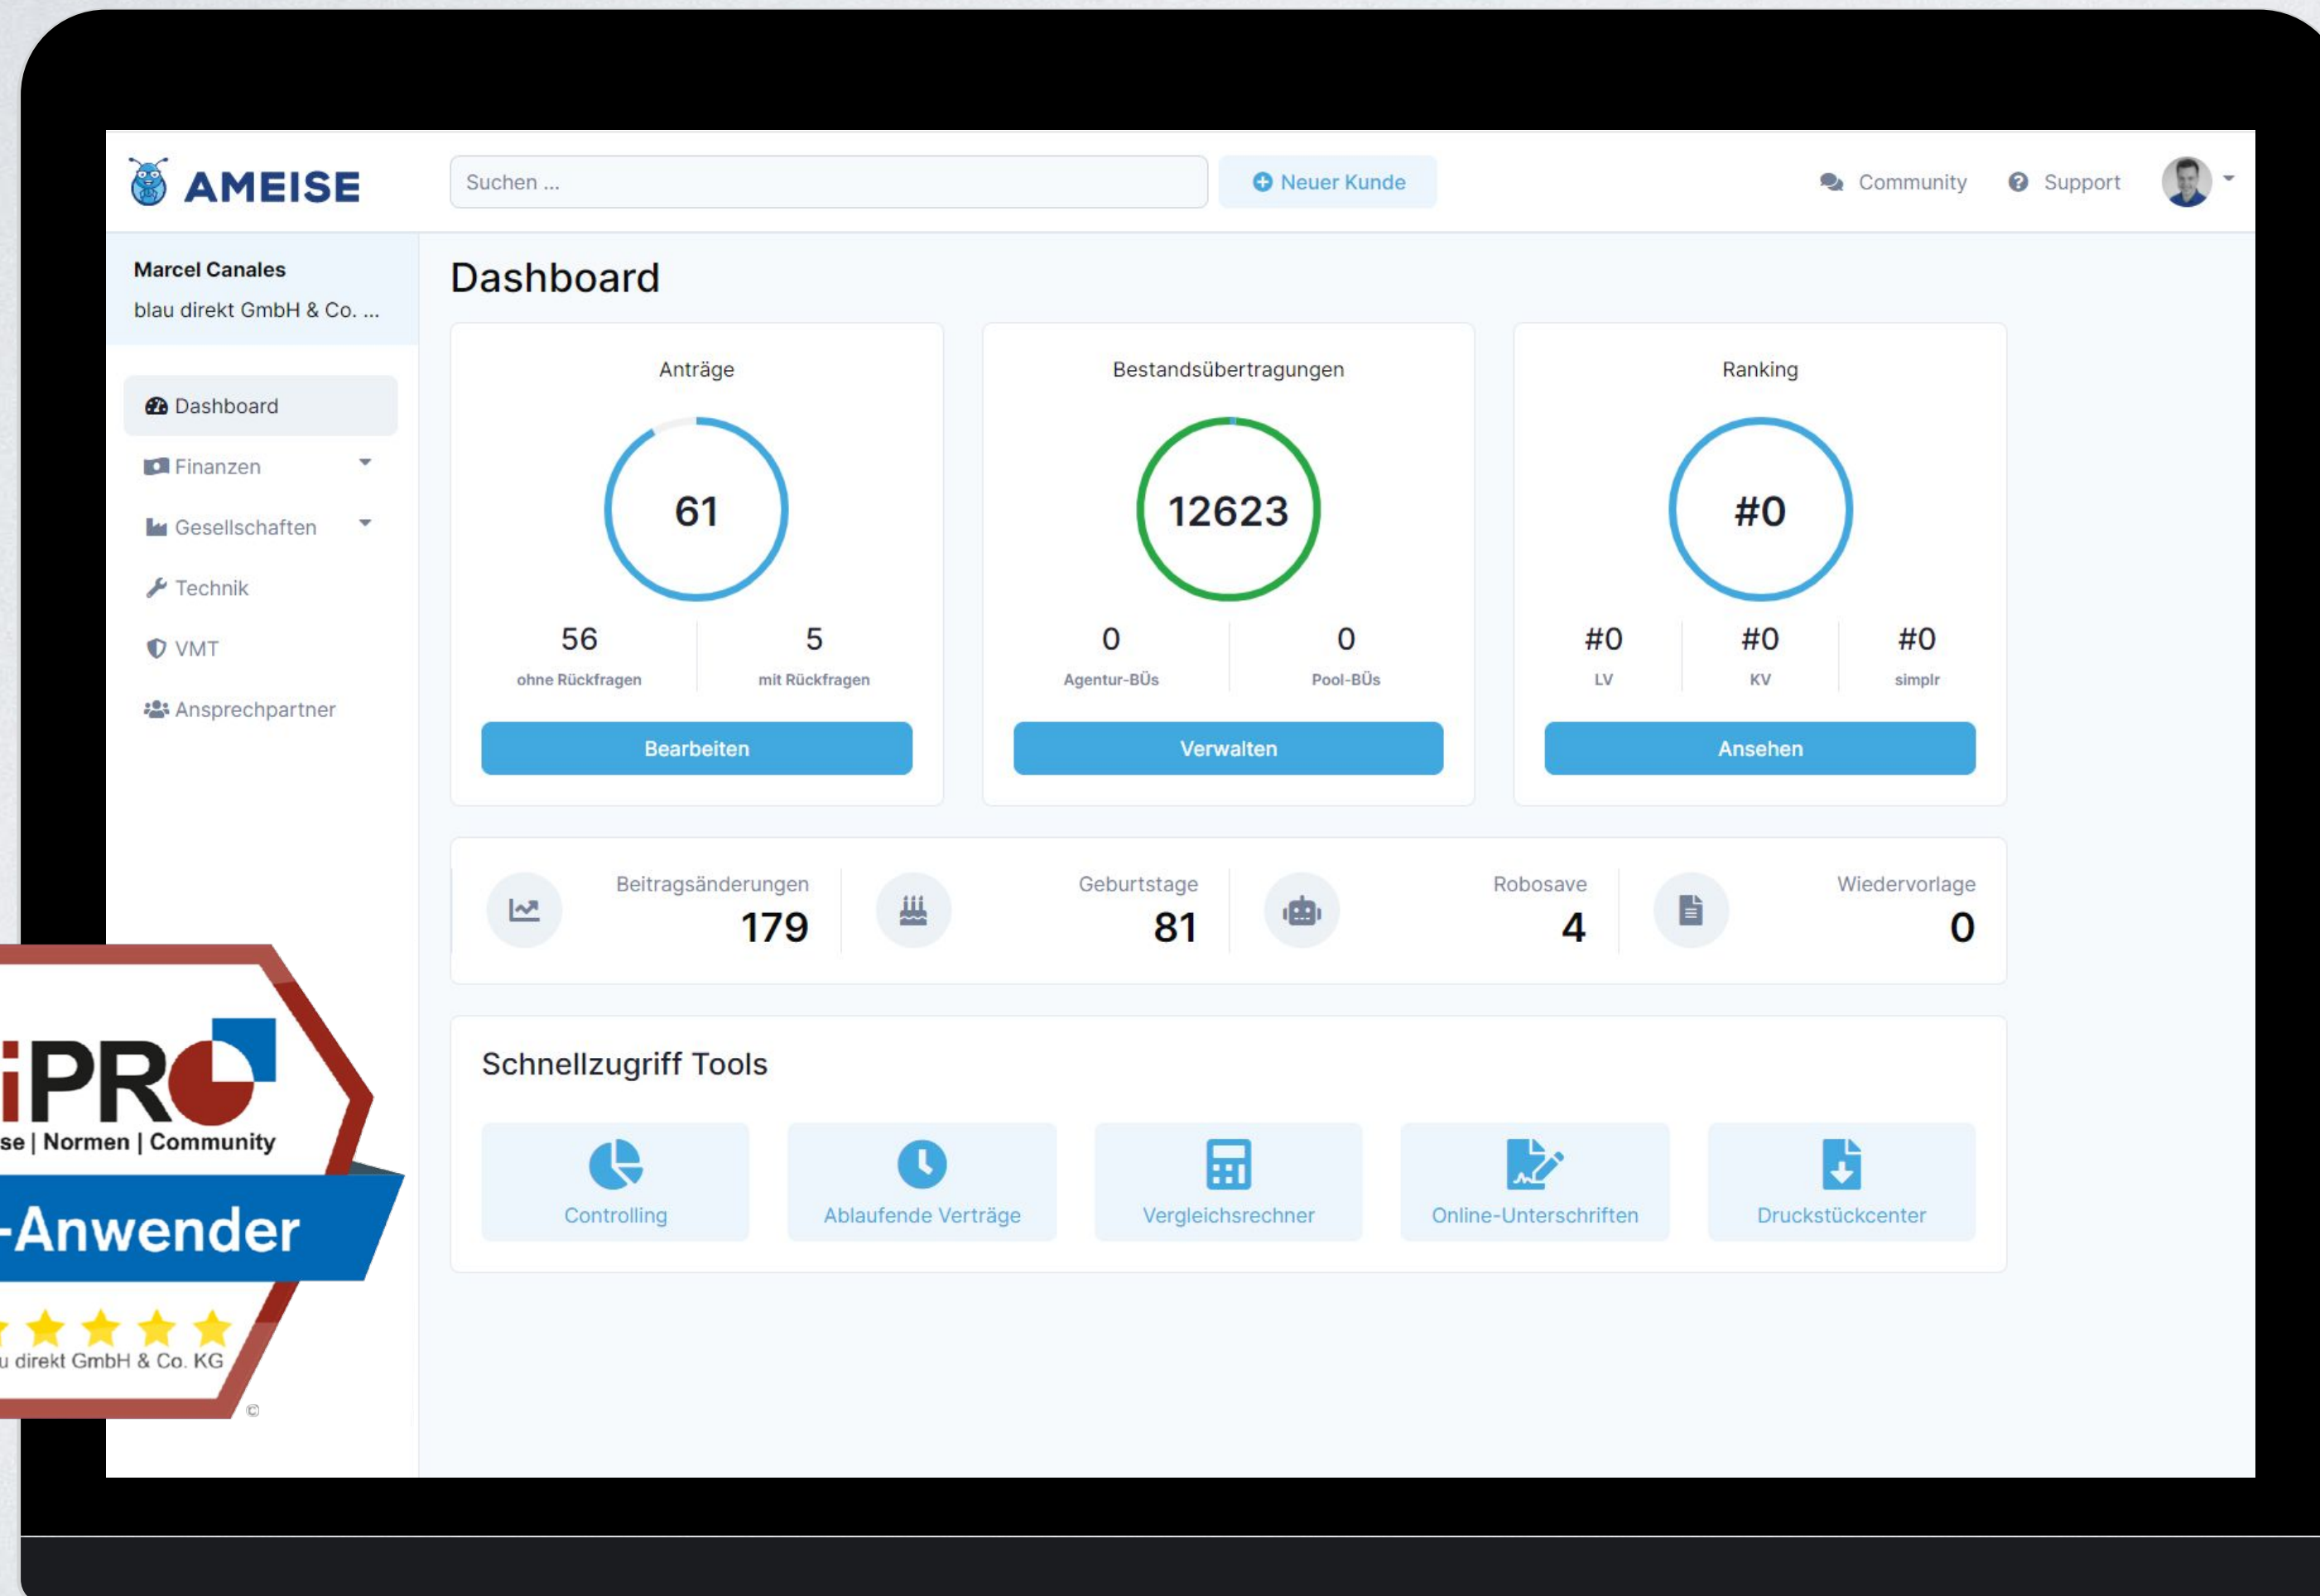 AMEISE
Suchen ...
Neuer Kunde
Community
Support
Marcel Canales
blau direkt GmbH & Co. ...
Dashboard
Finanzen
Gesellschaften
Technik
VMT
Ansprechpartner
Dashboard
Anträge
61
56
ohne Rückfragen
5
mit Rückfragen
Bearbeiten
Bestandsübertragungen
12623
0
Agentur-BÜs
0
Pool-BÜs
Verwalten
Ranking
#0
#0
LV
#0
KV
#0
simplr
Ansehen
Beitragsänderungen
179
Geburtstage
81
Robosave
4
Wiedervorlage
0
Schnellzugriff Tools
Controlling
Ablaufende Verträge
Vergleichsrechner
Online-Unterschriften
Druckstückcenter
iPRO
se | Normen | Community
-Anwender
u direkt GmbH & Co. KG
©